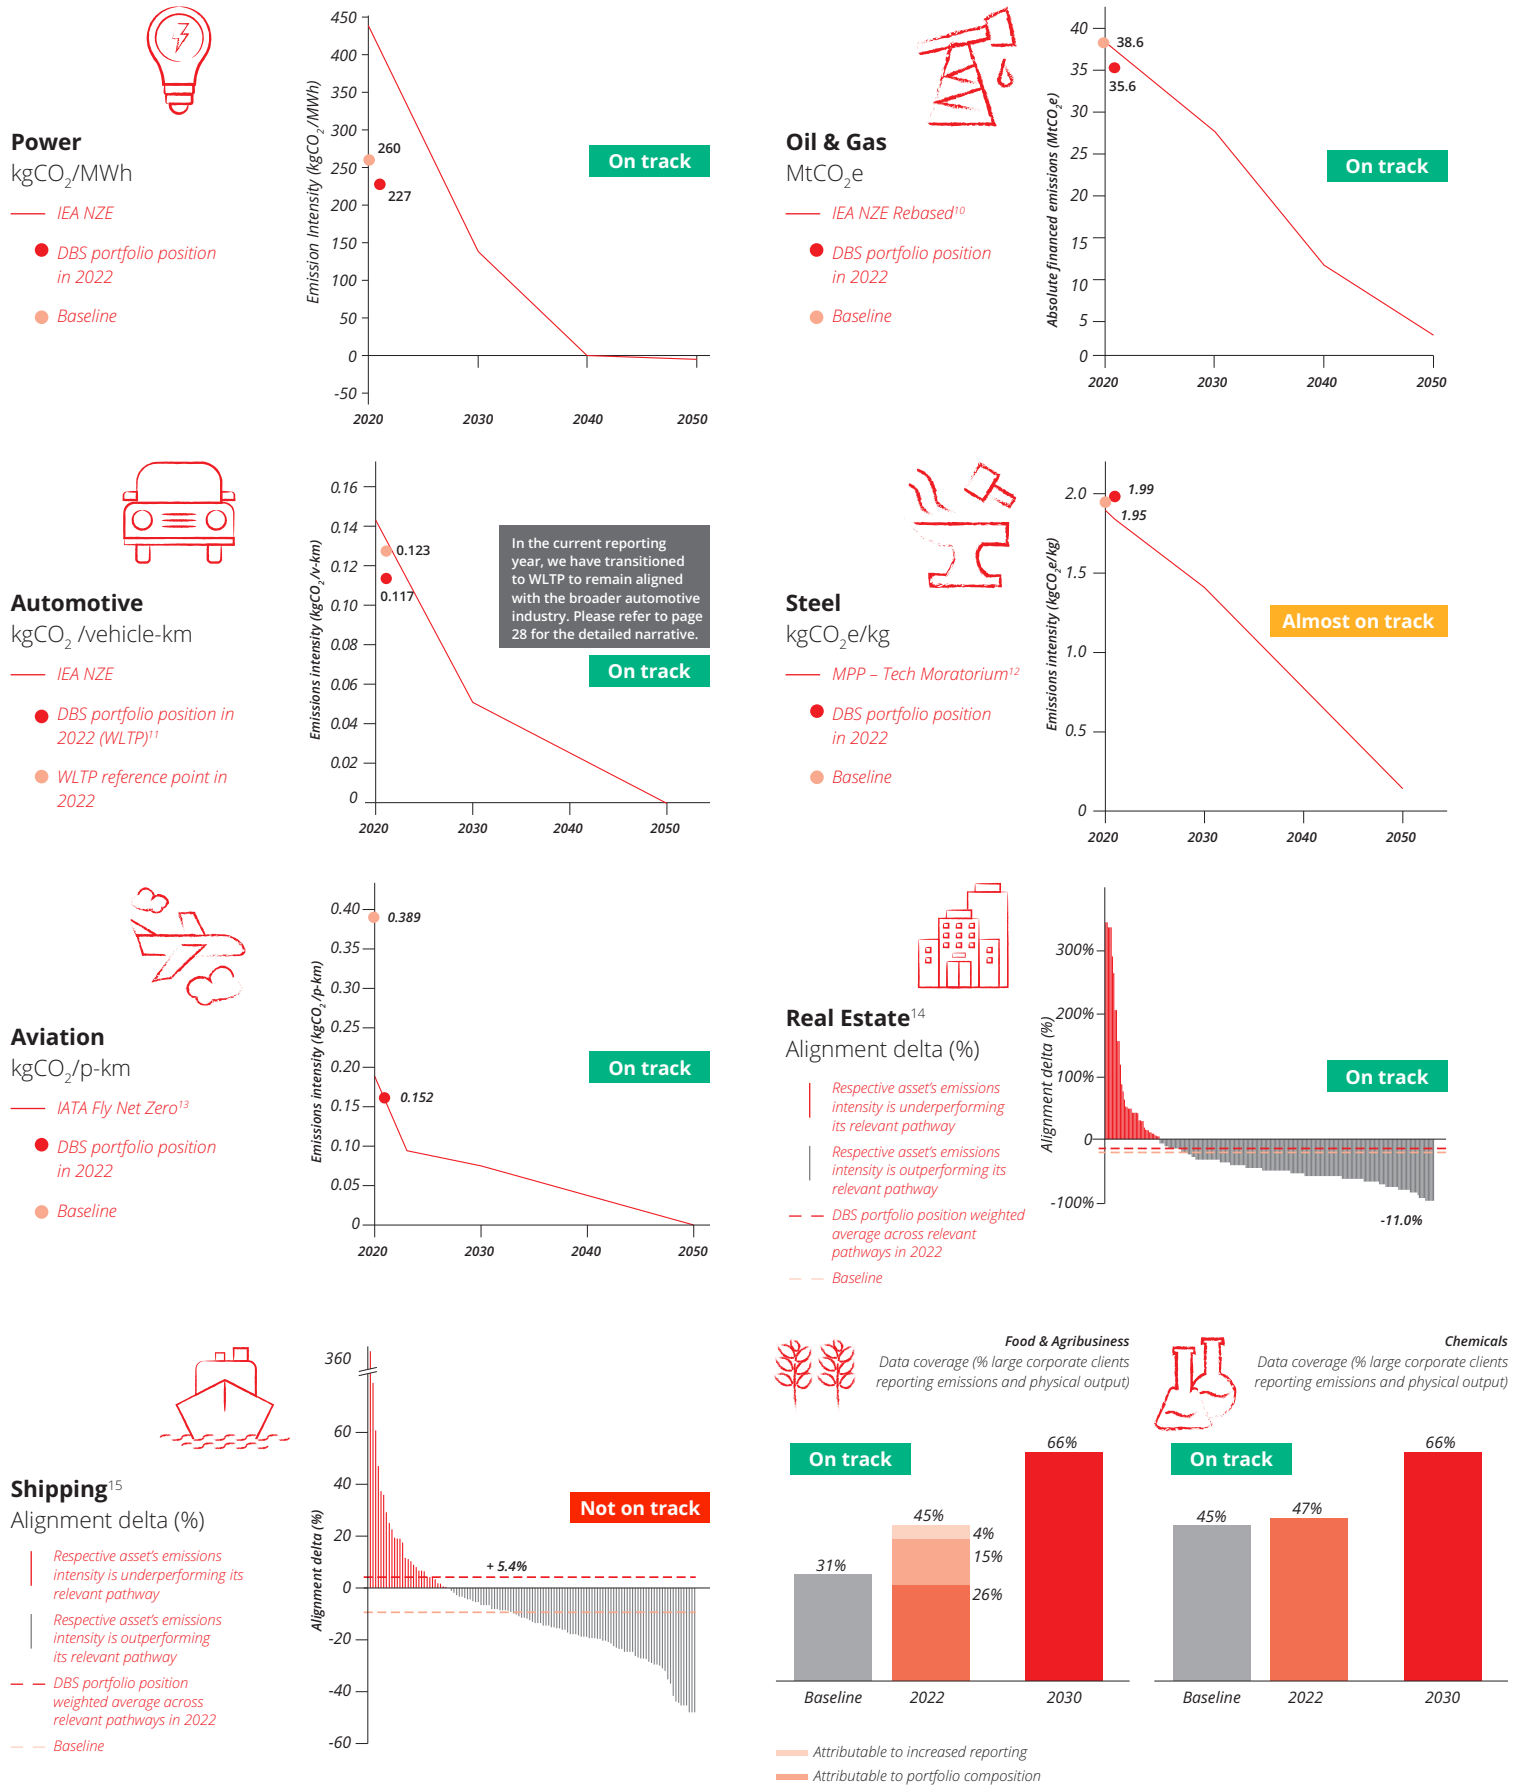 Power
kgCO2/MWh
IEA NZE
DBS portfolio position
in 2022
Baseline
Emission Intensity (kgCO2/MWh)
450
400
350
300
250
200
150
100
50
0
-50
260
227
2020
2030
2040
2050
On track
Oil & Gas
MtCO2e
IEA NZE Rebased10
DBS portfolio position
in 2022
Baseline
Absolute financed emissions (MtCO2e)
40
35
30
25
20
15
10
5
0
38.6
35.6
2020
2030
2040
2050
On track
Automotive
kgCO2 /vehicle-km
IEA NZE
DBS portfolio position in
2022 (WLTP)11
WLTP reference point in
2022
Emissions intensity (kgCO2/v-km)
0.16
0.14
0.12
0.10
0.08
0.06
0.04
0.02
0
0.123
0.117
2020
2030
2040
2050
In the current reporting
year, we have transitioned
to WLTP to remain aligned
with the broader automotive
industry. Please refer to page
28 for the detailed narrative.
On track
Steel
kgCO2e/kg
MPP – Tech Moratorium12
DBS portfolio position
in 2022
Baseline
Emissions intensity (kgCO2e/kg)
2.0
1.5
1.0
0.5
0
1.99
1.95
2020
2030
2040
2050
Almost on track
Aviation
kgCO2/p-km
IATA Fly Net Zero13
DBS portfolio position
in 2022
Baseline
Emissions intensity (kgCO2/p-km)
0.40
0.35
0.30
0.25
0.20
0.15
0.10
0.05
0
0.389
0.152
2020
2030
2040
2050
On track
Real Estate14
Alignment delta (%)
Respective asset's emissions
intensity is underperforming
its relevant pathway
Respective asset's emissions
intensity is outperforming its
relevant pathway
DBS portfolio position weighted
average across relevant
pathways in 2022
Baseline
Alignment delta (%)
300%
200%
100%
0
-100%
-11.0%
On track
Shipping15
Alignment delta (%)
Respective asset's emissions
intensity is underperforming its
relevant pathway
Respective asset's emissions
intensity is outperforming
its relevant pathway
DBS portfolio position
weighted average across
relevant pathways in 2022
Baseline
Alignment delta (%)
360
60
40
20
0
-20
-40
-60
+ 5.4%
Not on track
Food & Agribusiness
Data coverage (% large corporate clients
reporting emissions and physical output)
On track
31%
45%
4%
15%
26%
66%
Baseline
2022
2030
Attributable to increased reporting
Attributable to portfolio composition
Chemicals
Data coverage (% large corporate clients
reporting emissions and physical output)
On track
45%
47%
66%
Baseline
2022
2030